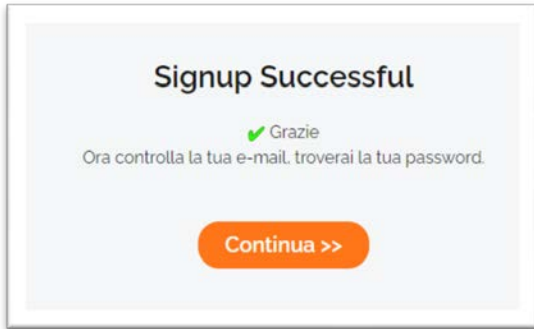 Signup Successful
✔ Grazie
Ora controlla la tua e-mail, troverai la tua password.
Continua >>